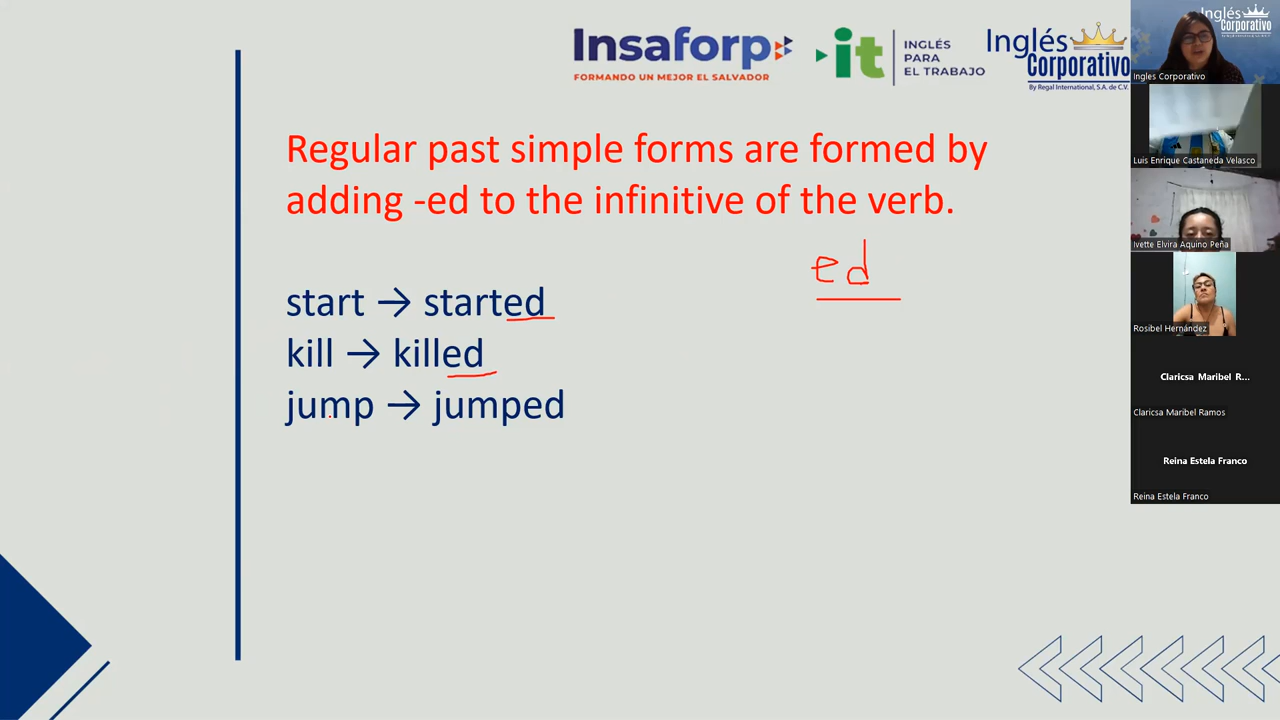 Insaforp
FORMANDO UN MEJOR EL SALVADOR
it
INGLÉS
PARA
EL TRABAJO
Inglés
Corporativo
By Regal International, S.A. de C.V.
Regular past simple forms are formed by
adding -ed to the infinitive of the verb.
ed
start → started
kill → killed
jump → jumped
Inglés
Corporativo
Ingles Corporativo
Luis Enrique Castaneda Velasco
Ivette Elvira Aquino Peña
Rosibel Hernández
Claricsa Maribel R...
Claricsa Maribel Ramos
Reina Estela Franco
Reina Estela Franco